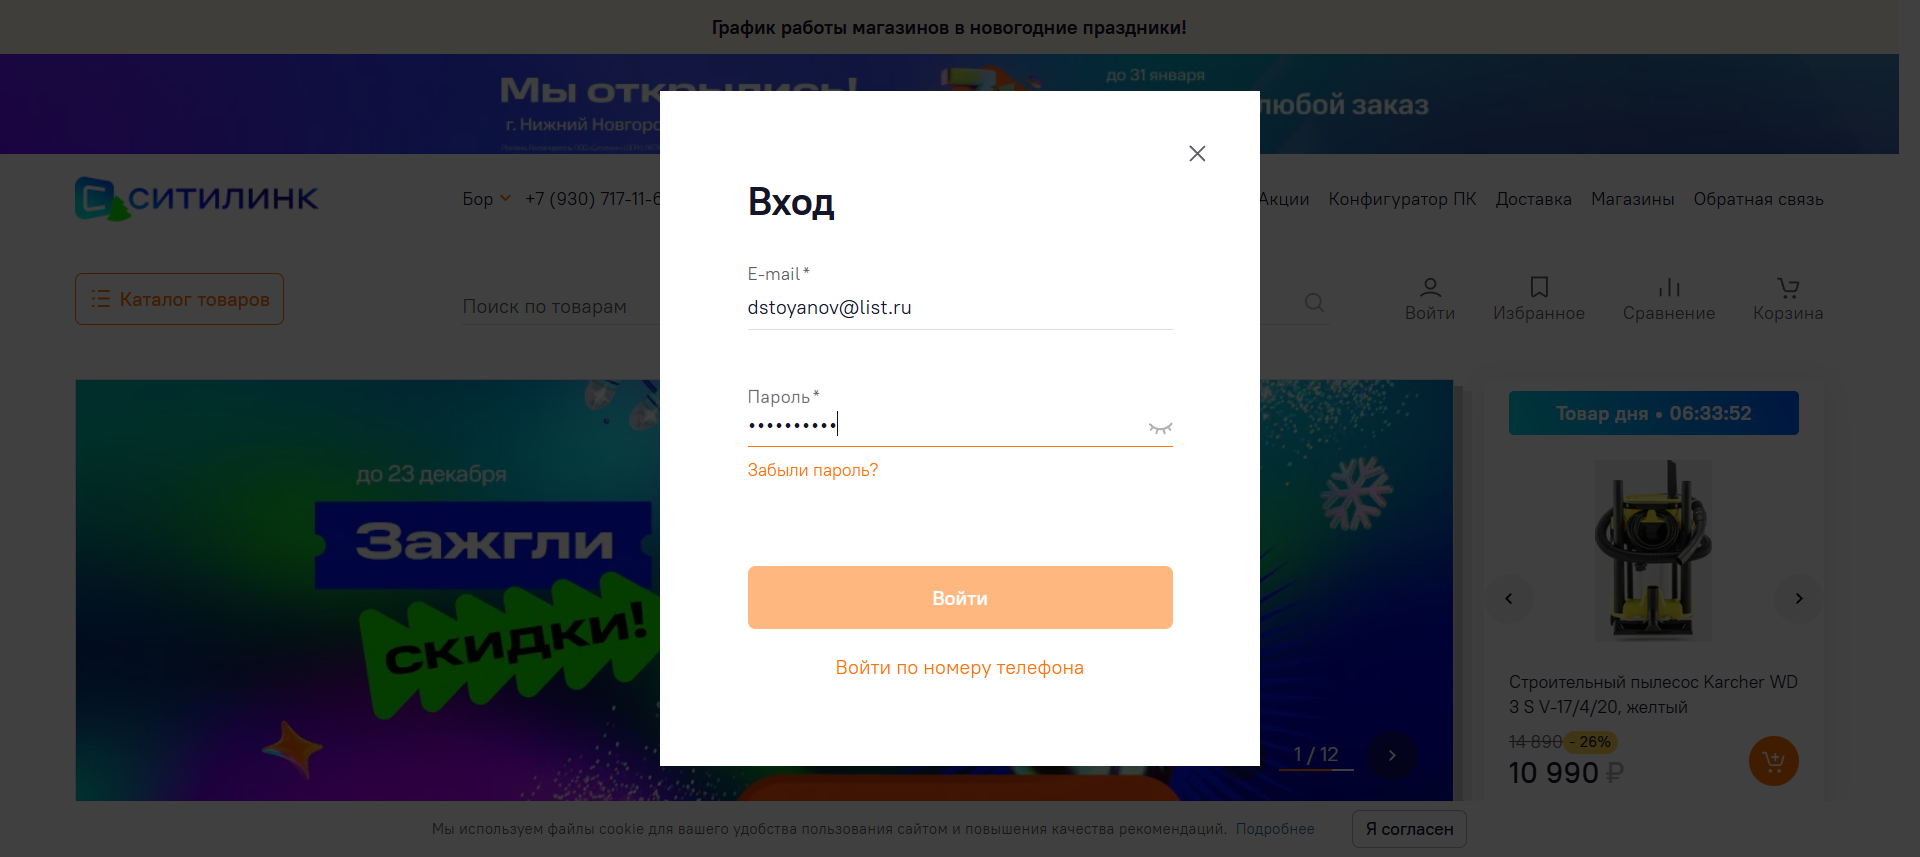 График работы магазинов в новогодние праздники!
Мы открылись!
г. Нижний Новгоро
до 31 января
любой заказ
СИТИЛИНК
Бор
+7 (930) 717-11-6
Акции
Конфигуратор ПК
Доставка
Магазины
Обратная связь
Каталог товаров
Поиск по товарам
Войти
Избранное
Сравнение
Корзина
Вход
E-mail*
dstoyanov@list.ru
Пароль*
••••••••••
Забыли пароль?
Войти
Войти по номеру телефона
до 23 декабря
Зажгли
скидки!
1 / 12
Товар дня • 06:33:52
Строительный пылесос Karcher WD
3 S V-17/4/20, желтый
14 890 - 26%
10 990 ₽
Мы используем файлы cookie для вашего удобства пользования сайтом и повышения качества рекомендаций. Подробнее
Я согласен